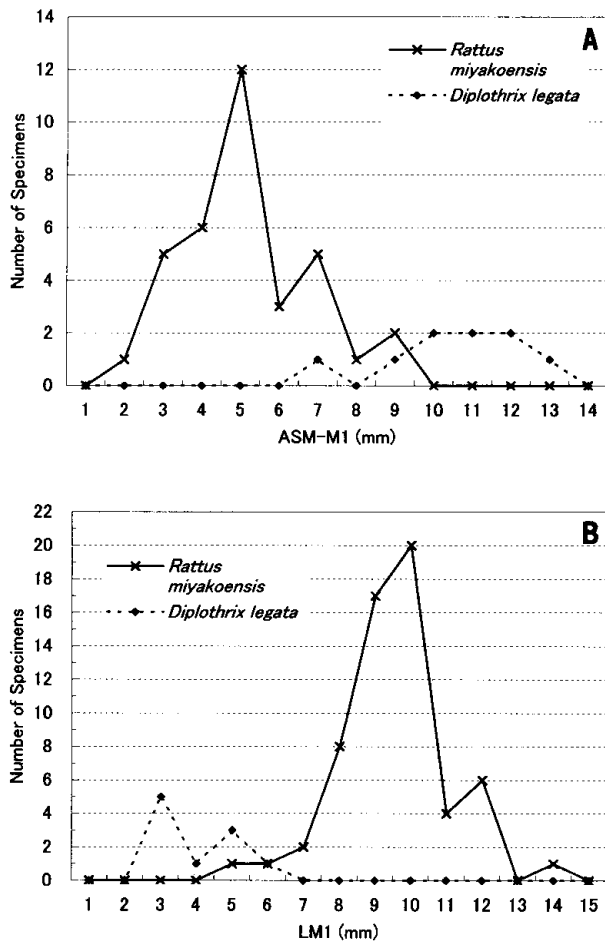 A
14
12
10
8
6
4
2
0
Number of Specimens
Rattus
miyakoensis
Diplothrix legata
1 2 3 4 5 6 7 8 9 10 11 12 13 14
ASM-M1 (mm)
B
22
20
18
16
14
12
10
8
6
4
2
0
Number of Specimens
Rattus
miyakoensis
Diplothrix legata
1 2 3 4 5 6 7 8 9 10 11 12 13 14 15
LM1 (mm)